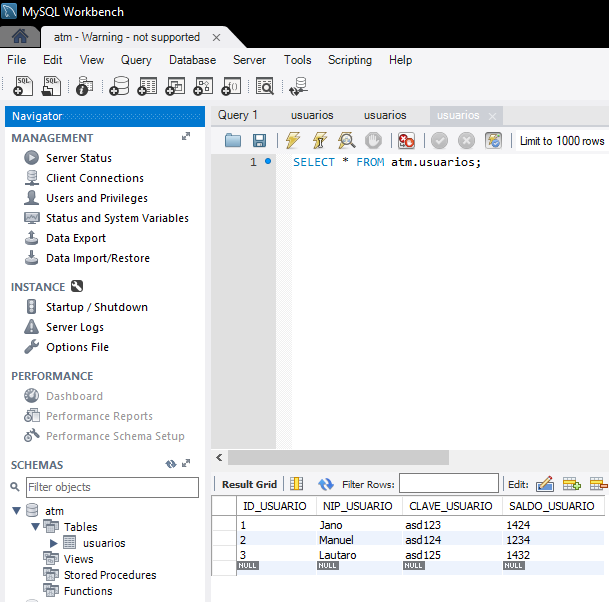 MySQL Workbench
atm - Warning - not supported
File Edit View Query Database Server Tools Scripting Help
Navigator
MANAGEMENT
Server Status
Client Connections
Users and Privileges
Status and System Variables
Data Export
Data Import/Restore
INSTANCE
Startup / Shutdown
Server Logs
Options File
PERFORMANCE
Dashboard
Performance Reports
Performance Schema Setup
SCHEMAS
Filter objects
atm
Tables
usuarios
Views
Stored Procedures
Functions
Query 1 usuarios usuarios usuarios
Limit to 1000 rows
1 SELECT * FROM atm.usuarios;
Result Grid Filter Rows: Edit:
ID_USUARIO NIP_USUARIO CLAVE_USUARIO SALDO_USUARIO
1 Jano asd123 1424
2 Manuel asd124 1234
3 Lautaro asd125 1432
NULL NULL NULL NULL